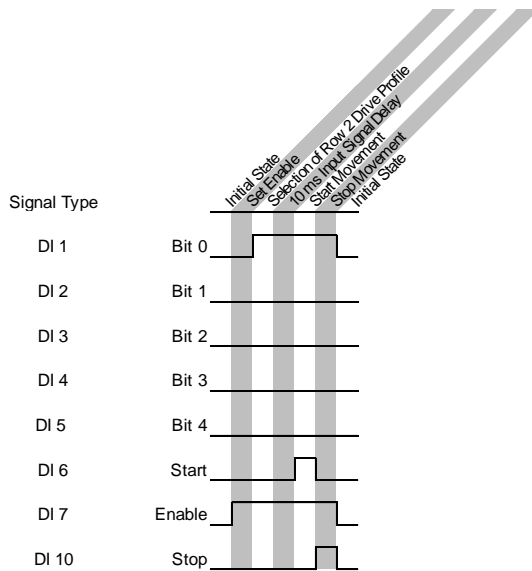 Initial State
Set Enable
Selection of Row 2 Drive Profile
10 ms Input Signal Delay
Start Movement
Stop Movement
Initial State
Signal Type
DI 1 Bit 0
DI 2 Bit 1
DI 3 Bit 2
DI 4 Bit 3
DI 5 Bit 4
DI 6 Start
DI 7 Enable
DI 10 Stop